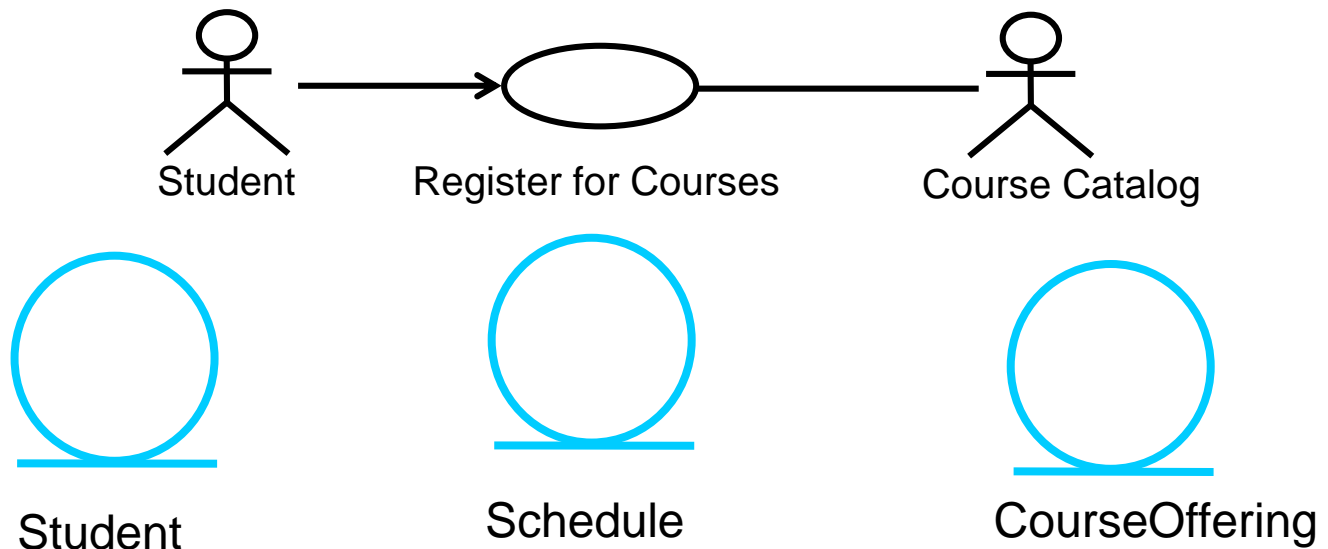 Student
Register for Courses
Course Catalog
Student
Schedule
CourseOffering